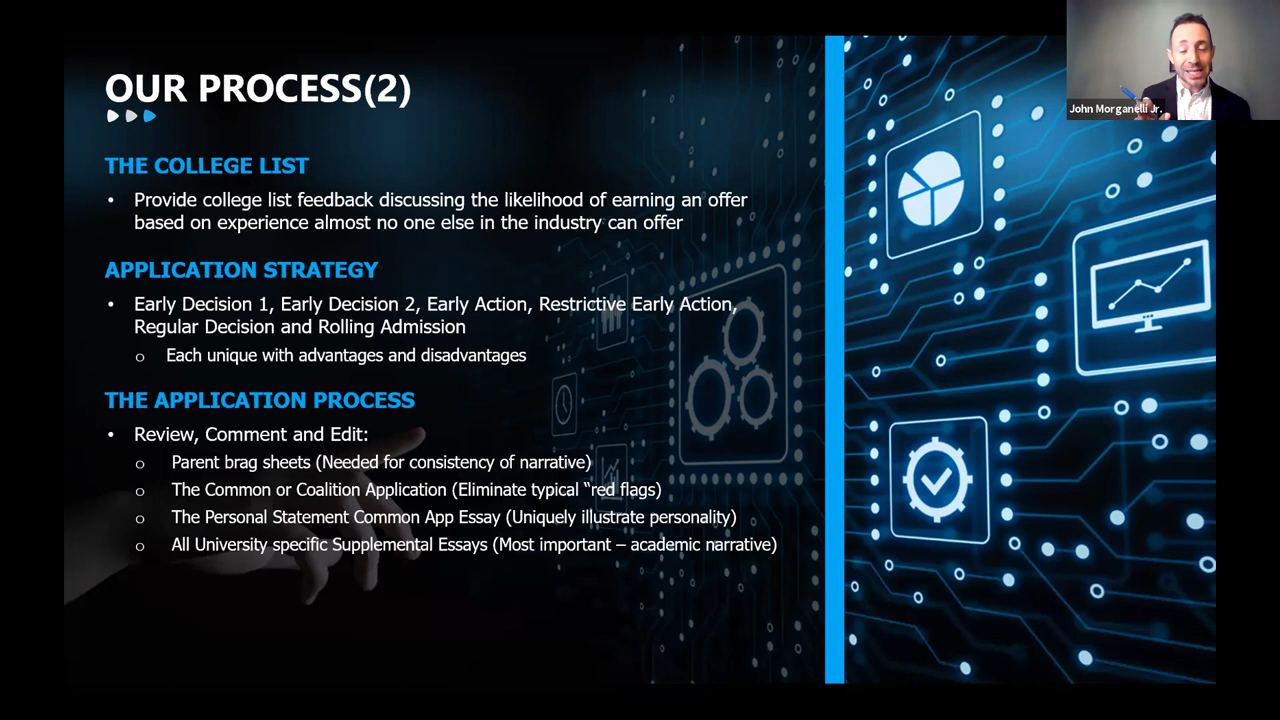 OUR PROCESS(2)
THE COLLEGE LIST
• Provide college list feedback discussing the likelihood of earning an offer
based on experience almost no one else in the industry can offer
APPLICATION STRATEGY
• Early Decision 1, Early Decision 2, Early Action, Restrictive Early Action,
Regular Decision and Rolling Admission
o Each unique with advantages and disadvantages
THE APPLICATION PROCESS
• Review, Comment and Edit:
o Parent brag sheets (Needed for consistency of narrative)
o The Common or Coalition Application (Eliminate typical “red flags)
o The Personal Statement Common App Essay (Uniquely illustrate personality)
o All University specific Supplemental Essays (Most important – academic narrative)
John Morganelli Jr.